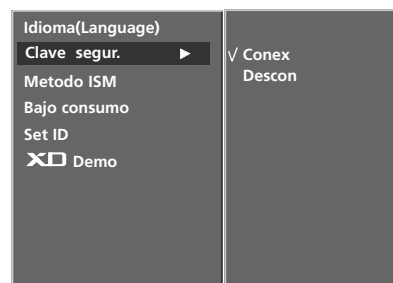 Idioma(Language)
Clave segur. ►
Metodo ISM
Bajo consumo
Set ID
XD Demo
√ Conex
Descon